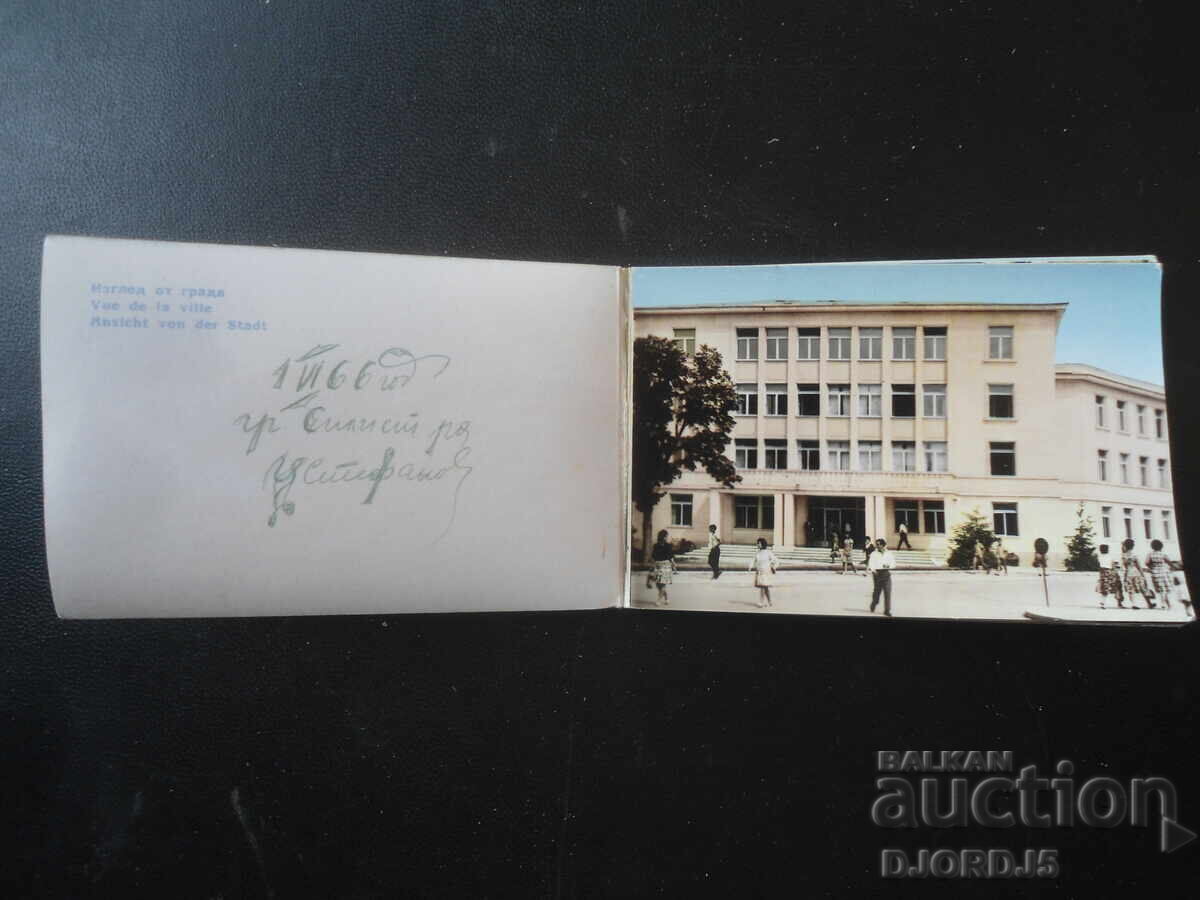 Изглед от града
Vue de la ville
Ansicht von der Stadt
1 VI 66 год
гр Силистра
Стефанов
BALKAN
auction
DJORDJ5